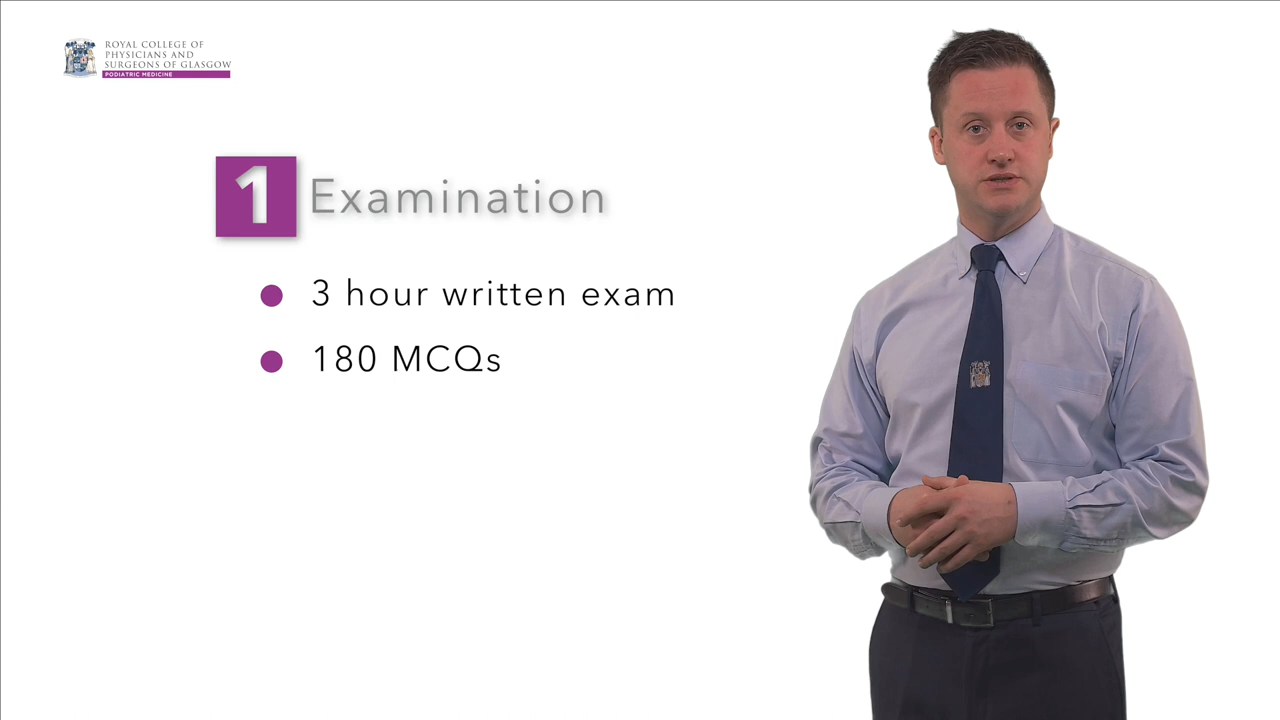 ROYAL COLLEGE OF
PHYSICIANS AND
SURGEONS OF GLASGOW
PODIATRIC MEDICINE
1 Examination
3 hour written exam
180 MCQs